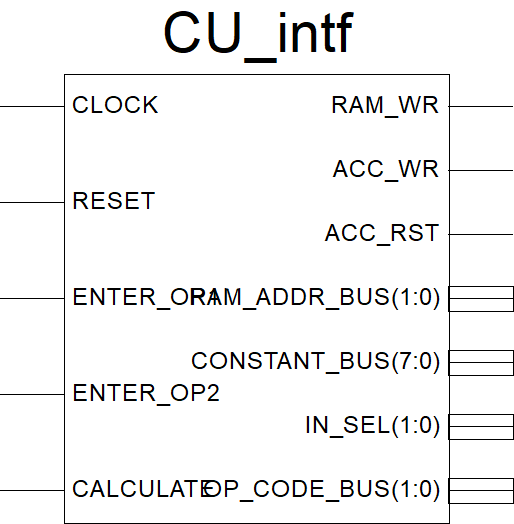 CU_intf
CLOCK
RAM_WR
ACC_WR
RESET
ACC_RST
ENTER_OP1
RAM_ADDR_BUS(1:0)
CONSTANT_BUS(7:0)
ENTER_OP2
IN_SEL(1:0)
CALCULATE
OP_CODE_BUS(1:0)